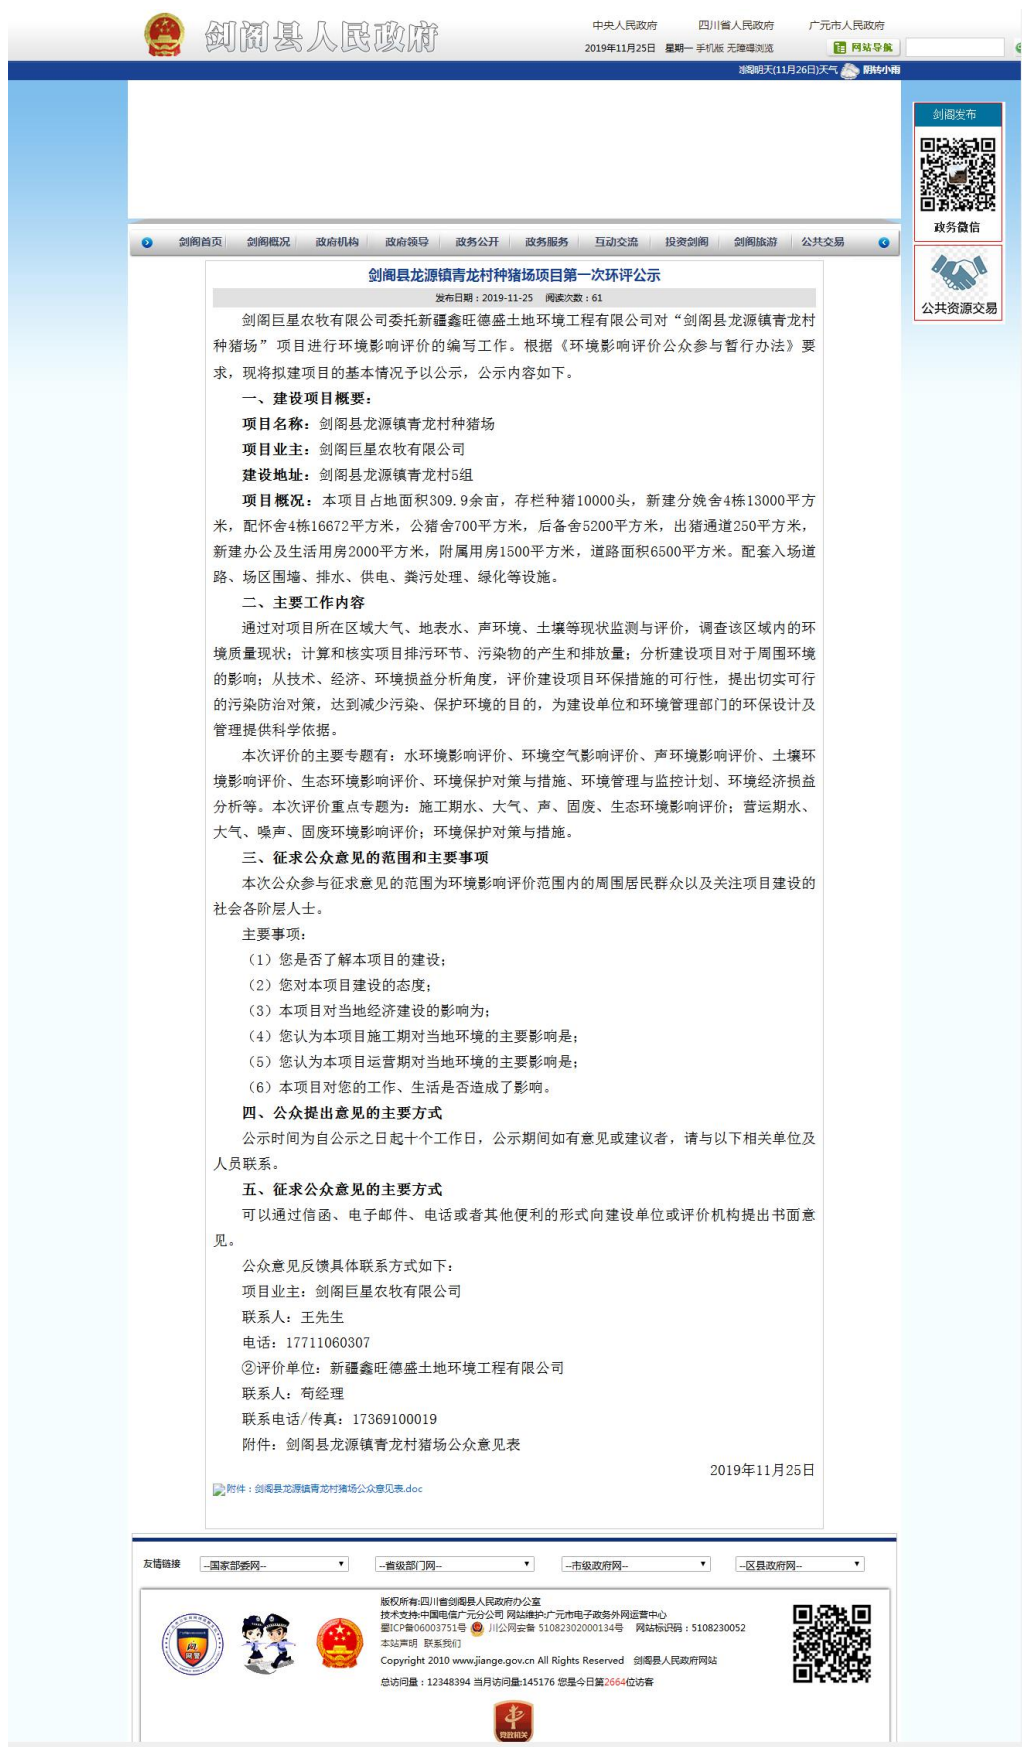 剑阁县人民政府
中央人民政府 四川省人民政府 广元市人民政府
2019年11月25日 星期一 手机版 无障碍浏览 网站导航
剑阁明天(11月26日)天气 阴转小雨
剑阁发布
政务微信
公共资源交易
剑阁首页 剑阁概况 政府机构 政府领导 政务公开 政务服务 互动交流 投资剑阁 剑阁旅游 公共交易
剑阁县龙源镇青龙村种猪场项目第一次环评公示
发布日期：2019-11-25 阅读次数：61
剑阁巨星农牧有限公司委托新疆鑫旺德盛土地环境工程有限公司对“剑阁县龙源镇青龙村
种猪场”项目进行环境影响评价的编写工作。根据《环境影响评价公众参与暂行办法》要
求，现将拟建项目的基本情况予以公示，公示内容如下。
一、建设项目概要：
项目名称：剑阁县龙源镇青龙村种猪场
项目业主：剑阁巨星农牧有限公司
建设地址：剑阁县龙源镇青龙村5组
项目概况：本项目占地面积309.9余亩，存栏种猪10000头，新建分娩舍4栋13000平方
米，配怀舍4栋16672平方米，公猪舍700平方米，后备舍5200平方米，出猪通道250平方米，
新建办公及生活用房2000平方米，附属用房1500平方米，道路面积6500平方米。配套入场道
路、场区围墙、排水、供电、粪污处理、绿化等设施。
二、主要工作内容
通过对项目所在区域大气、地表水、声环境、土壤等现状监测与评价，调查该区域内的环
境质量现状；计算和核实项目排污环节、污染物的产生和排放量；分析建设项目对于周围环境
的影响；从技术、经济、环境损益分析角度，评价建设项目环保措施的可行性，提出切实可行
的污染防治对策，达到减少污染、保护环境的目的，为建设单位和环境管理部门的环保设计及
管理提供科学依据。
本次评价的主要专题有：水环境影响评价、环境空气影响评价、声环境影响评价、土壤环
境影响评价、生态环境影响评价、环境保护对策与措施、环境管理与监控计划、环境经济损益
分析等。本次评价重点专题为：施工期水、大气、声、固废、生态环境影响评价；营运期水、
大气、噪声、固废环境影响评价；环境保护对策与措施。
三、征求公众意见的范围和主要事项
本次公众参与征求意见的范围为环境影响评价范围内的周围居民群众以及关注项目建设的
社会各阶层人士。
主要事项：
（1）您是否了解本项目的建设；
（2）您对本项目建设的态度；
（3）本项目对当地经济建设的影响为；
（4）您认为本项目施工期对当地环境的主要影响是；
（5）您认为本项目运营期对当地环境的主要影响是；
（6）本项目对您的工作、生活是否造成了影响。
四、公众提出意见的主要方式
公示时间为自公示之日起十个工作日，公示期间如有意见或建议者，请与以下相关单位及
人员联系。
五、征求公众意见的主要方式
可以通过信函、电子邮件、电话或者其他便利的形式向建设单位或评价机构提出书面意
见。
公众意见反馈具体联系方式如下：
项目业主：剑阁巨星农牧有限公司
联系人：王先生
电话：17711060307
②评价单位：新疆鑫旺德盛土地环境工程有限公司
联系人：苟经理
联系电话/传真：17369100019
附件：剑阁县龙源镇青龙村猪场公众意见表
2019年11月25日
附件：剑阁县龙源镇青龙村猪场公众意见表.doc
友情链接 --国家部委网-- --省级部门网-- --市级政府网-- --区县政府网--
版权所有:四川省剑阁县人民政府办公室
技术支持:中国电信广元分公司 网站维护:广元市电子政务外网运营中心
蜀ICP备06003751号 川公网安备 51082302000134号 网站标识码：5108230052
本站声明 联系我们
Copyright 2010 www.jiange.gov.cn All Rights Reserved 剑阁县人民政府网站
总访问量：12348394 当月访问量:145176 您是今日第2664位访客
网警
党政机关